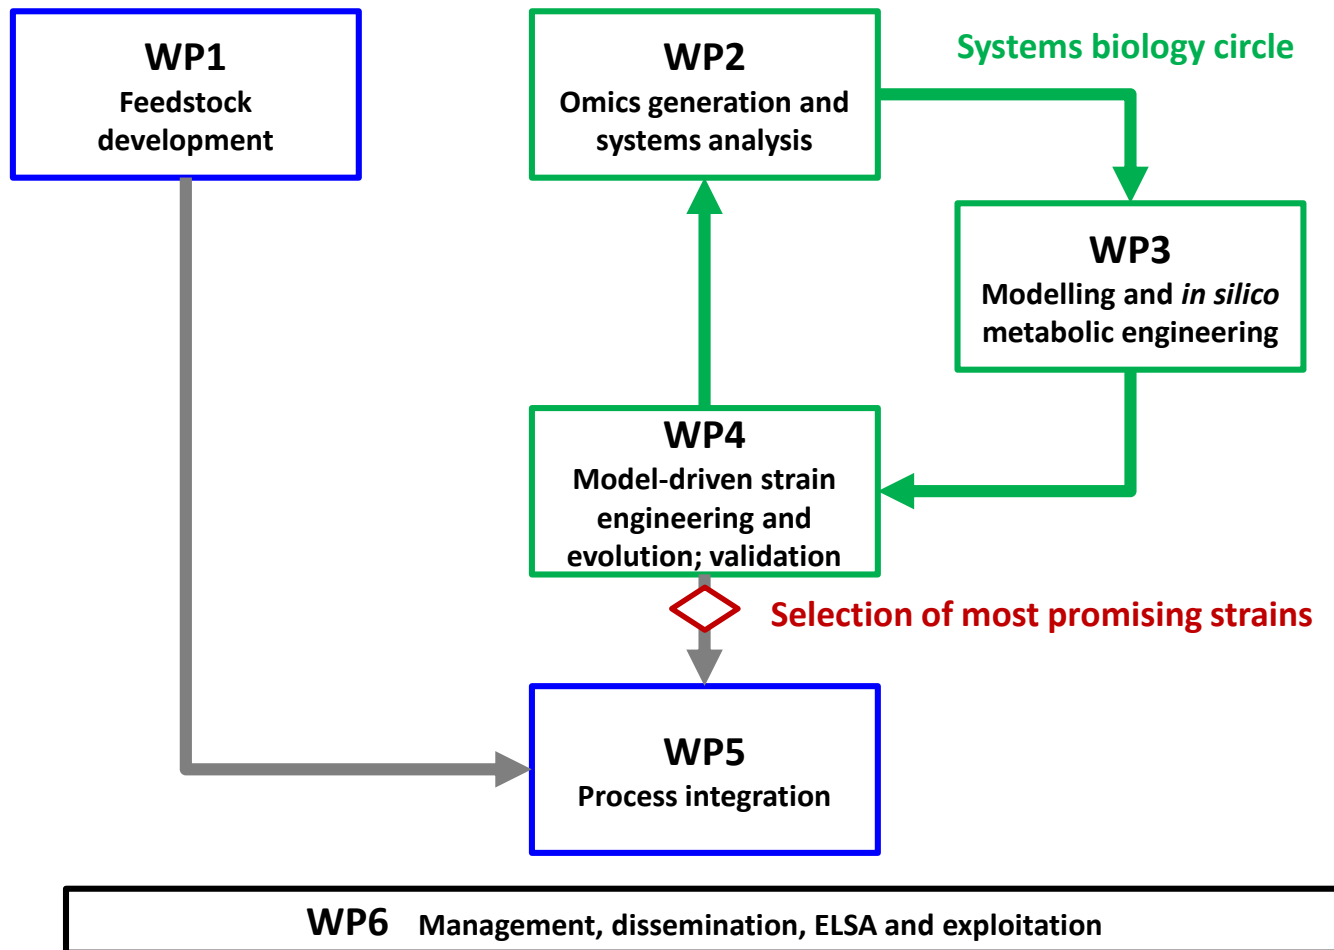 WP1
Feedstock
development
WP2
Omics generation and
systems analysis
Systems biology circle
WP3
Modelling and in silico
metabolic engineering
WP4
Model-driven strain
engineering and
evolution; validation
Selection of most promising strains
WP5
Process integration
WP6 Management, dissemination, ELSA and exploitation